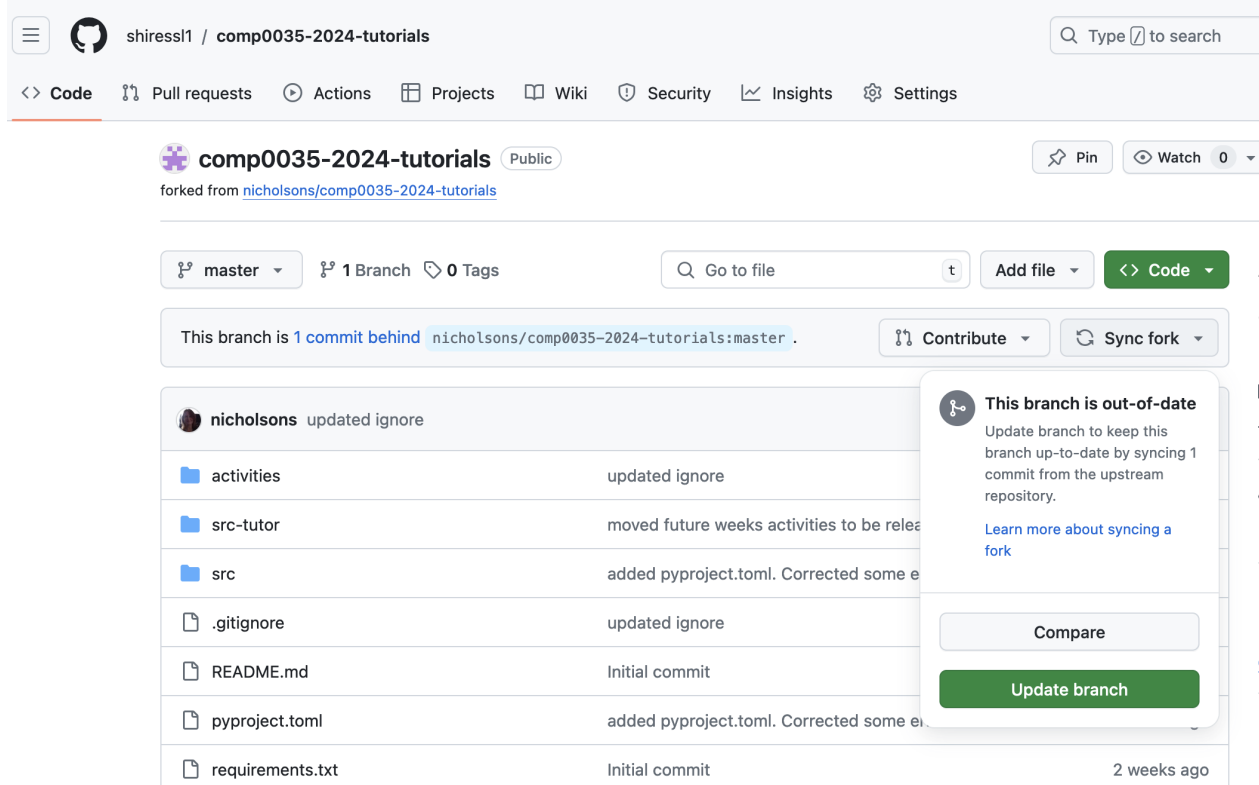 shiressl1 / comp0035-2024-tutorials
Type / to search
Code Pull requests Actions Projects Wiki Security Insights Settings
comp0035-2024-tutorials Public
Pin Watch 0
forked from nicholsons/comp0035-2024-tutorials
master 1 Branch 0 Tags Go to file t Add file Code
This branch is 1 commit behind nicholsons/comp0035-2024-tutorials:master .
Contribute Sync fork
nicholsons updated ignore
activities updated ignore
src-tutor moved future weeks activities to be relea
src added pyproject.toml. Corrected some e
.gitignore updated ignore
README.md Initial commit
pyproject.toml added pyproject.toml. Corrected some
requirements.txt Initial commit 2 weeks ago
This branch is out-of-date
Update branch to keep this
branch up-to-date by syncing 1
commit from the upstream
repository.
Learn more about syncing a
fork
Compare
Update branch